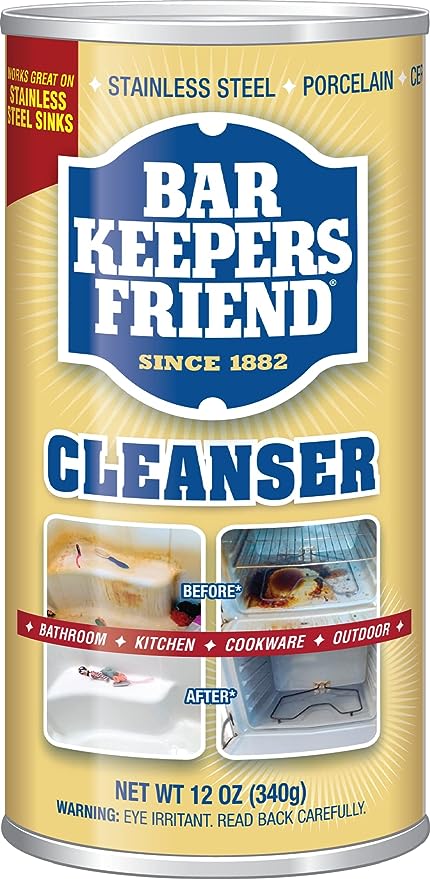 WORKS GREAT ON
STAINLESS
STEEL SINKS
STAINLESS STEEL ✦ PORCELAIN ✦
BAR
KEEPERS
FRIEND®
SINCE 1882
CLEANSER
BEFORE*
✦ BATHROOM ✦ KITCHEN ✦ COOKWARE ✦ OUTDOOR ✦
AFTER*
NET WT 12 OZ (340g)
WARNING: EYE IRRITANT. READ BACK CAREFULLY.